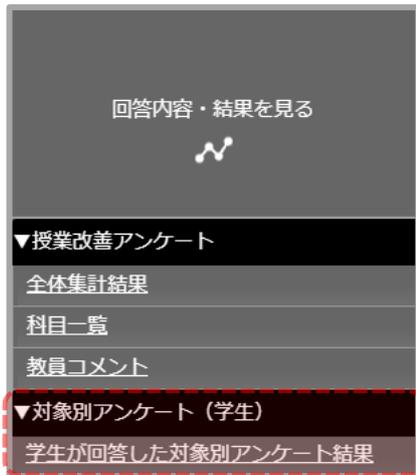 回答内容・結果を見る
▼授業改善アンケート
全体集計結果
科目一覧
教員コメント
▼対象別アンケート（学生）
学生が回答した対象別アンケート結果